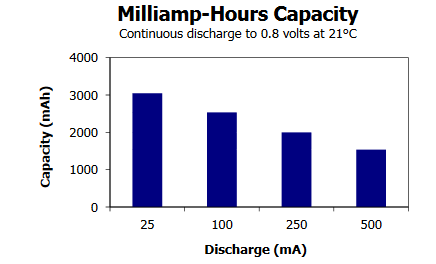 Milliamp-Hours Capacity
Continuous discharge to 0.8 volts at 21°C
Capacity (mAh)
4000
3000
2000
1000
0
25 100 250 500
Discharge (mA)